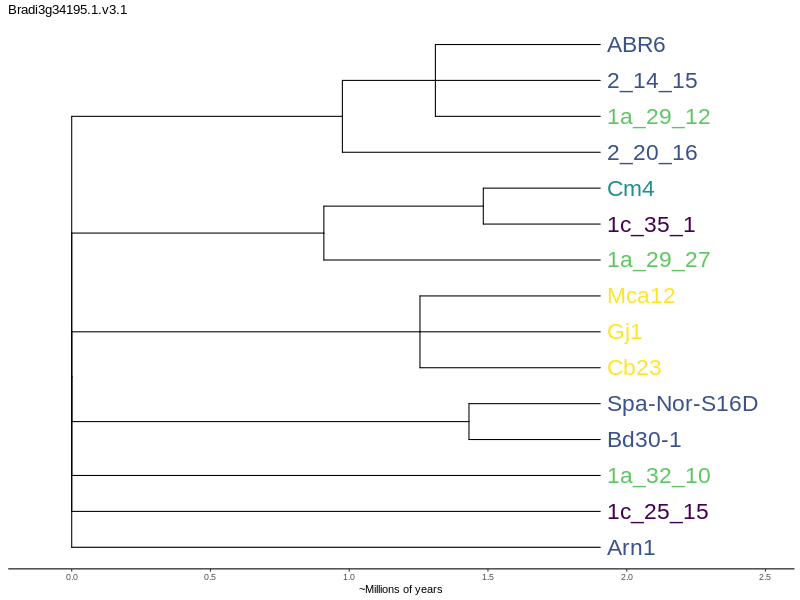 Bradi3g34195.1.v3.1
ABR6
2_14_15
1a_29_12
2_20_16
Cm4
1c_35_1
1a_29_27
Mca12
Gj1
Cb23
Spa-Nor-S16D
Bd30-1
1a_32_10
1c_25_15
Arn1
0.0 0.5 1.0 1.5 2.0 2.5
~Millions of years